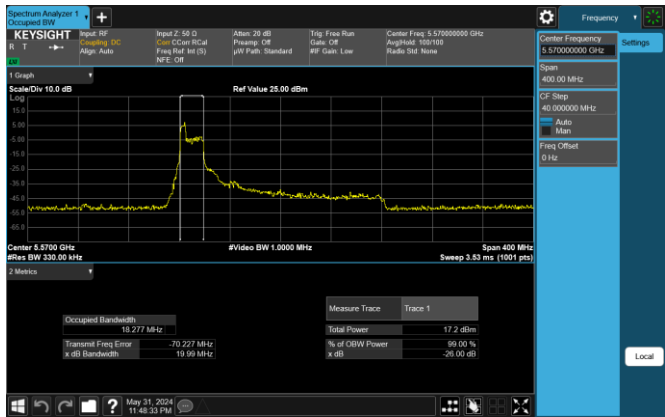 Spectrum Analyzer 1
Occupied BW
Frequency
KEYSIGHT
R T
Input: RF
Coupling: DC
Align: Auto
Input Z: 50 Ω
Corr CCorr RCal
Freq Ref: Int (S)
NFE: Off
Atten: 20 dB
Preamp: Off
µW Path: Standard
Trig: Free Run
Gate: Off
#IF Gain: Low
Center Freq: 5.570000000 GHz
Avg|Hold: 100/100
Radio Std: None
Center Frequency
5.570000000 GHz
Settings
Span
400.00 MHz
CF Step
40.000000 MHz
Auto
Man
Freq Offset
0 Hz
1 Graph
Scale/Div 10.0 dB
Ref Value 25.00 dBm
Log
15.0
5.00
-5.00
-15.0
-25.0
-35.0
-45.0
-55.0
-65.0
Center 5.5700 GHz
#Video BW 1.0000 MHz
Span 400 MHz
#Res BW 330.00 kHz
Sweep 3.53 ms (1001 pts)
2 Metrics
Measure Trace
Trace 1
Occupied Bandwidth
18.277 MHz
Total Power
17.2 dBm
Transmit Freq Error
-70.227 MHz
% of OBW Power
99.00 %
x dB Bandwidth
19.99 MHz
x dB
-26.00 dB
Local
?
May 31, 2024
11:48:33 PM